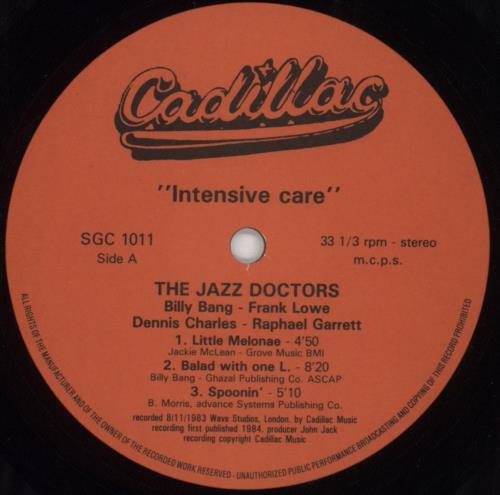 Cadillac
"Intensive care"
SGC 1011
Side A
33 1/3 rpm - stereo
m.c.p.s.
THE JAZZ DOCTORS
Billy Bang - Frank Lowe
Dennis Charles - Raphael Garrett
1. Little Melonae - 4'50
Jackie McLean - Grove Music BMI
2. Balad with one L. - 8'20
Billy Bang - Ghazal Publishing Co. ASCAP
3. Spoonin' - 5'10
B. Morris, advance Systems Publishing Co.
recorded 8/11/1983 Wave Studios, London. by Cadillac Music
recording first published 1984. producer John Jack
recording copyright Cadillac Music
ALL RIGHTS OF THE MANUFACTURER AND OF THE OWNER OF THE RECORDED WORK RESERVED - UNAUTHORIZED PUBLIC PERFORMANCE BROADCASTING AND COPYING OF THIS RECORD PROHIBITED